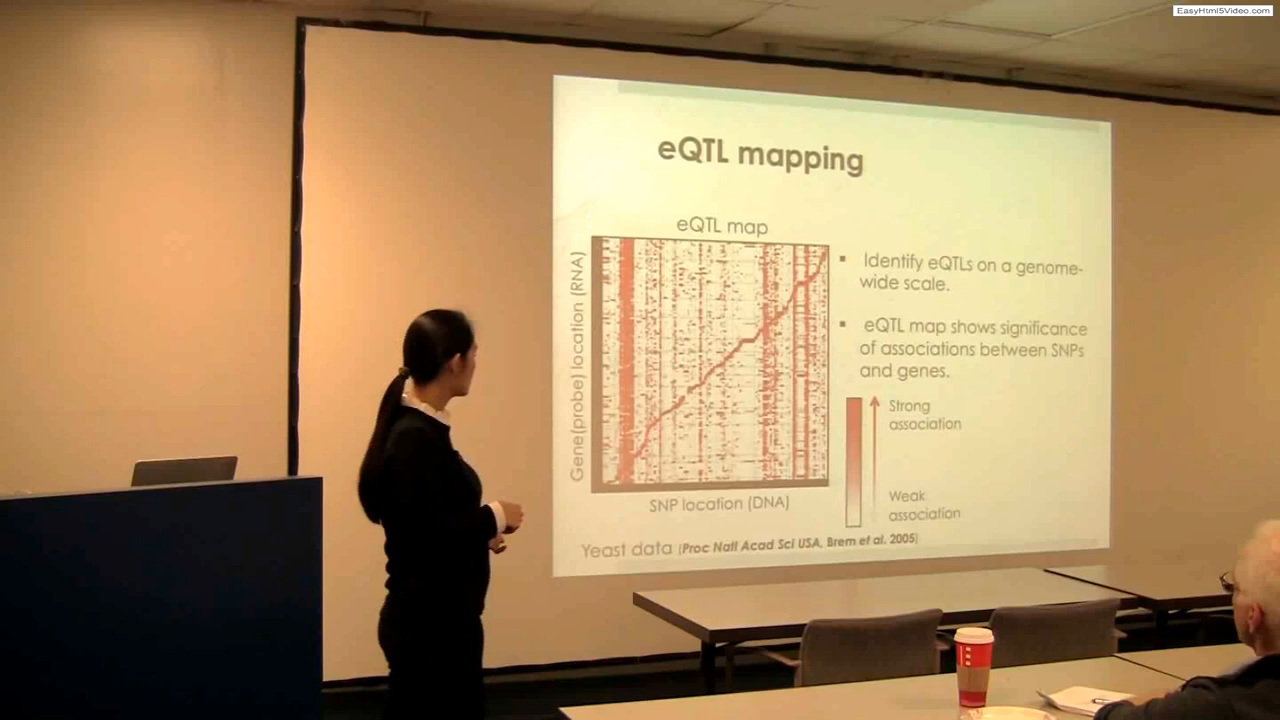 EasyHtml5Video.com
eQTL mapping
eQTL map
Gene(probe) location (RNA)
SNP location (DNA)
▪ Identify eQTLs on a genome-
wide scale.
▪ eQTL map shows significance
of associations between SNPs
and genes.
Strong
association
Weak
association
Yeast data (Proc Natl Acad Sci USA, Brem et al. 2005)